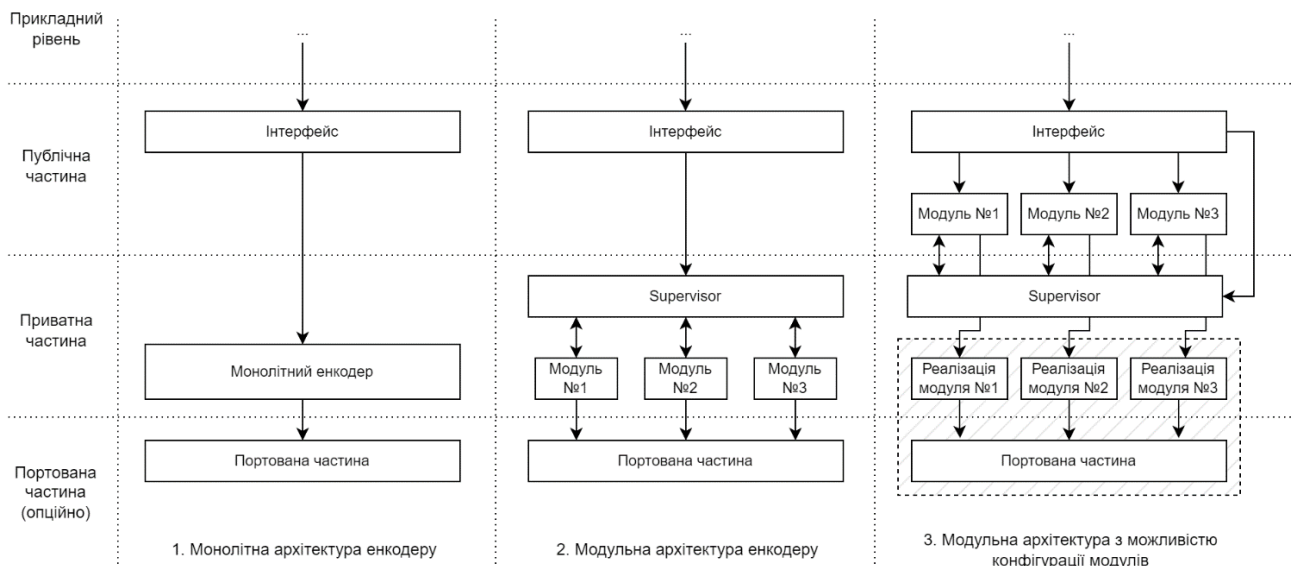 Прикладний
рівень
...
...
...
Публічна
частина
Інтерфейс
Інтерфейс
Інтерфейс
Модуль №1
Модуль №2
Модуль №3
Приватна
частина
Supervisor
Supervisor
Монолітний енкодер
Модуль
№1
Модуль
№2
Модуль
№3
Реалізація
модуля №1
Реалізація
модуля №2
Реалізація
модуля №3
Портована
частина
(опційно)
Портована частина
Портована частина
Портована частина
1. Монолітна архітектура енкодеру
2. Модульна архітектура енкодеру
3. Модульна архітектура з можливістю
конфігурації модулів